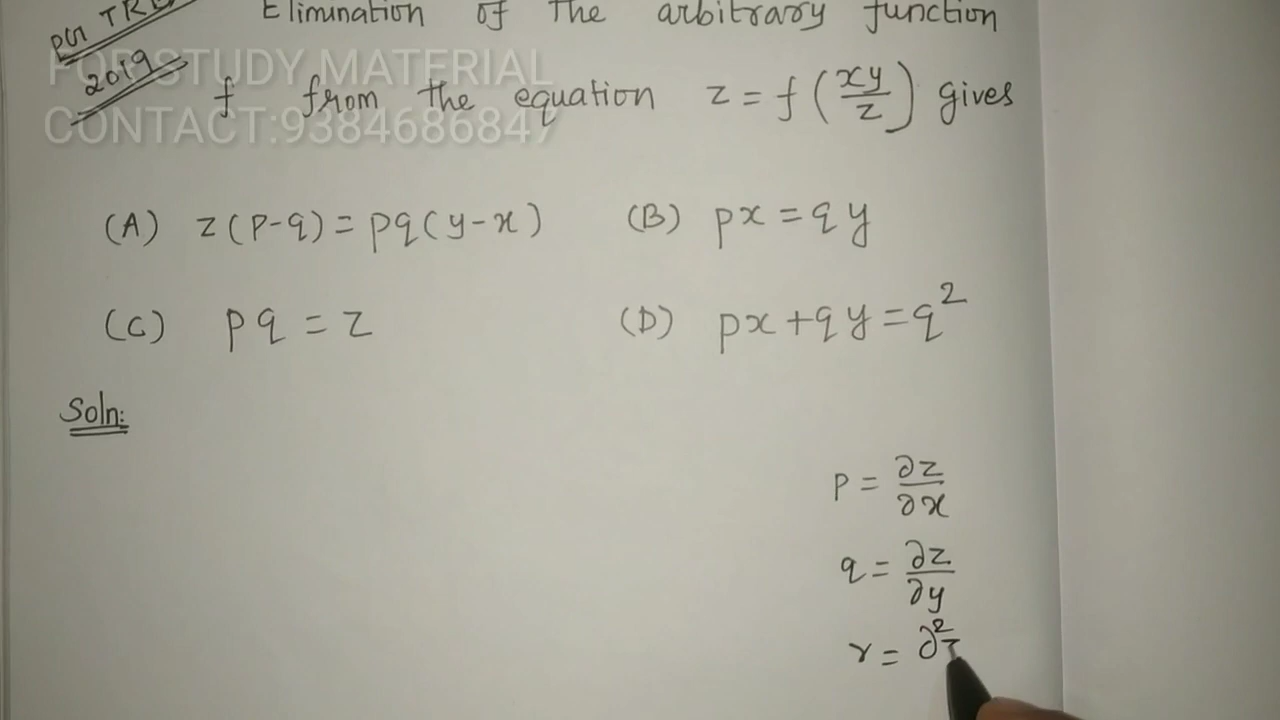 PG TRB
2019
Elimination of the arbitrary function
f from the equation z = f(xy/z) gives
FOR STUDY MATERIAL
CONTACT:9384686847
(A) z(p-q) = pq(y-x) (B) px = qy
(C) pq = z (D) px + qy = q²
Soln:
p = ∂z/∂x
q = ∂z/∂y
r = ∂²z